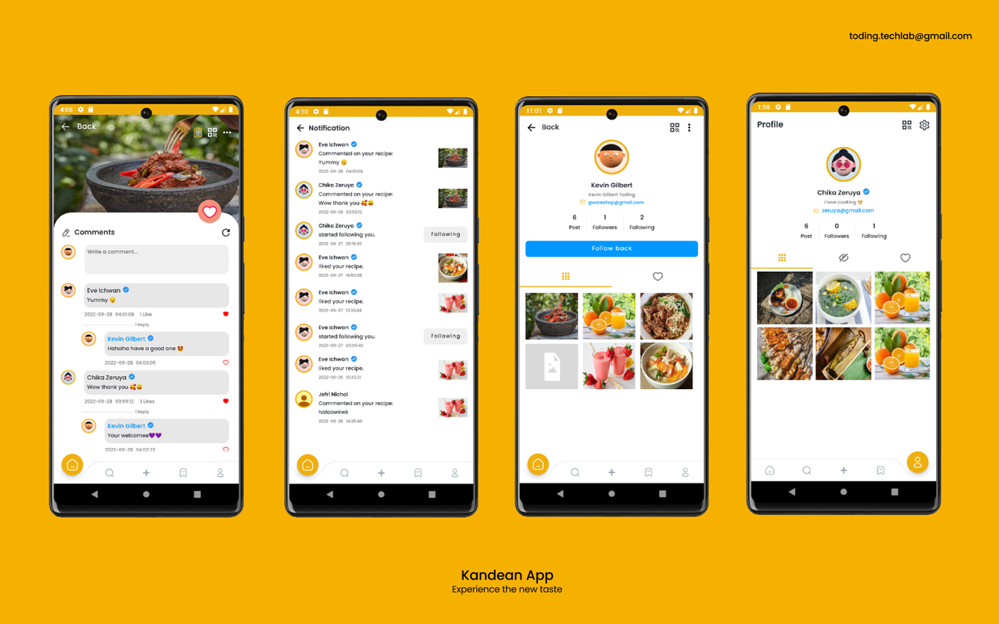 toding.techlab@gmail.com
4:06
Back
Comments
Write a comment...
Eve Ichwan
Yummy 😗
2022-09-28 04:01:08 1 Like
1 Reply
Kevin Gilbert
Hahaha have a good one 😍
2022-09-28 04:03:05
Chika Zeruya
Wow thank you 🥰😄
2022-09-28 03:59:12 3 Likes
1 Reply
Kevin Gilbert
Your welcomee💜💜
2022-09-28 04:02:23
4:10
Notification
Eve Ichwan
Commented on your recipe:
Yummy 😗
2022-09-28 04:01:08
Chika Zeruya
Commented on your recipe:
Wow thank you 🥰😄
2022-09-28 03:59:12
Chika Zeruya
started following you.
2022-09-27 20:19:30
Following
Eve Ichwan
liked your recipe.
2022-09-27 19:53:06
Eve Ichwan
liked your recipe.
2022-09-27
Eve Ichwan
started following you.
2022-09-27
Following
Eve Ichwan
liked your recipe.
2022-09-25
Jefri Nichol
Commented on your recipe:
haloowkwk
2022-09-25 14:25:45
11:01
Back
Kevin Gilbert
Kevin Gilbert Toding
gwareshop@gmail.com
6 1 2
Post Followers Following
Follow back
1:58
Profile
Chika Zeruya
I love cooking 😍
zeruya@gmail.com
6 0 1
Post Followers Following
Kandean App
Experience the new taste